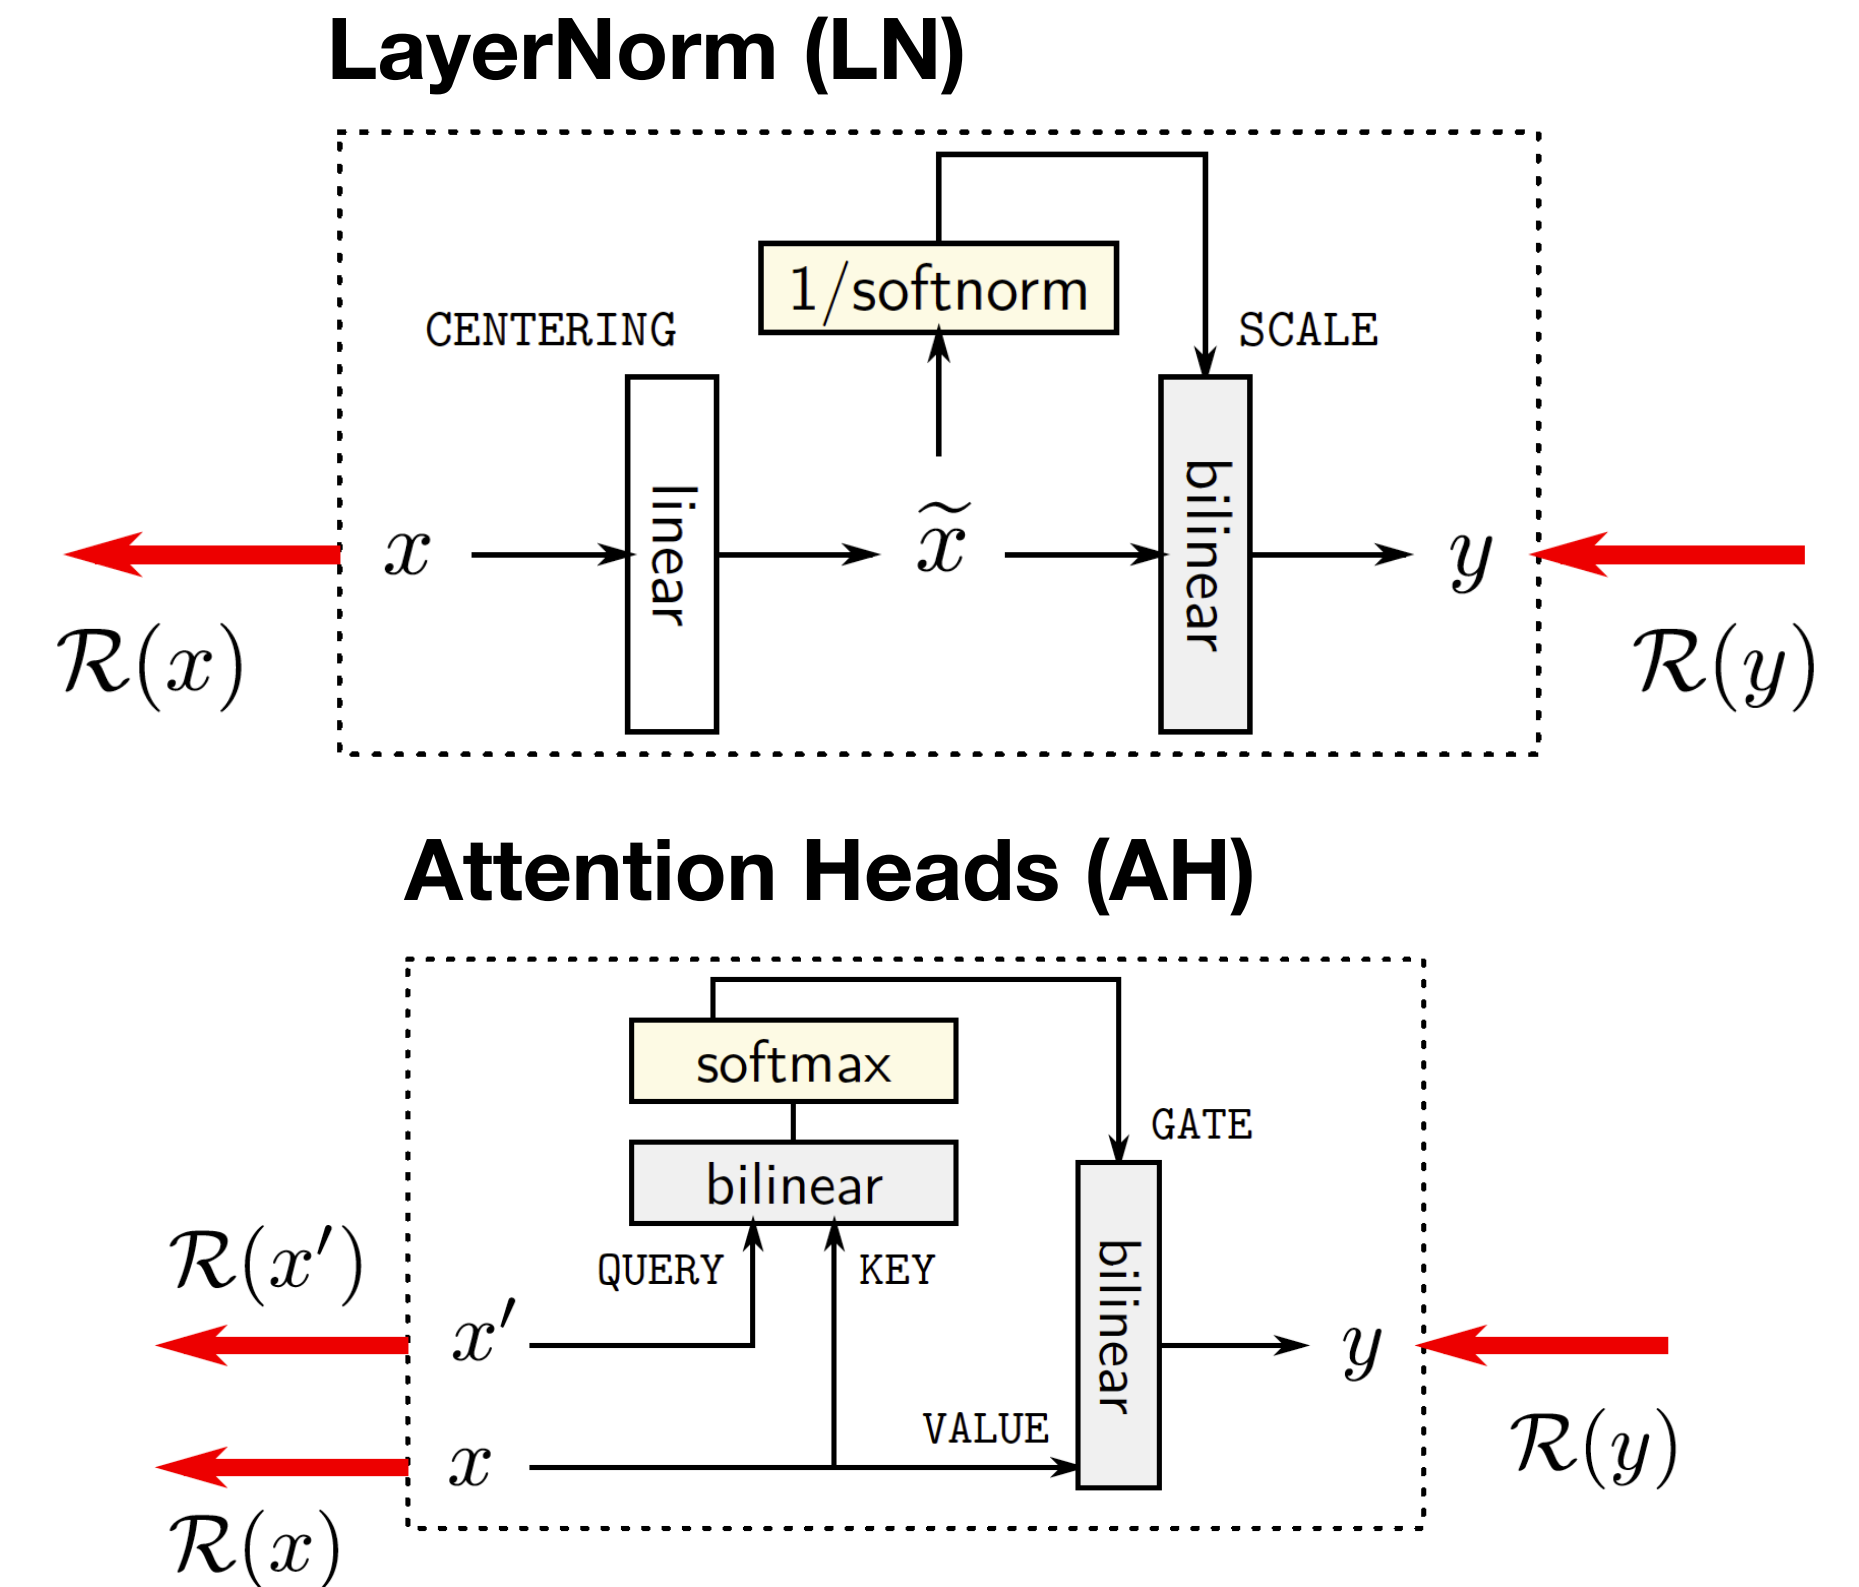 LayerNorm (LN)
1/softnorm
CENTERING
SCALE
linear
bilinear
x
x̃
y
R(x)
R(y)
Attention Heads (AH)
softmax
GATE
bilinear
bilinear
R(x′)
QUERY
KEY
x′
y
VALUE
R(y)
x
R(x)